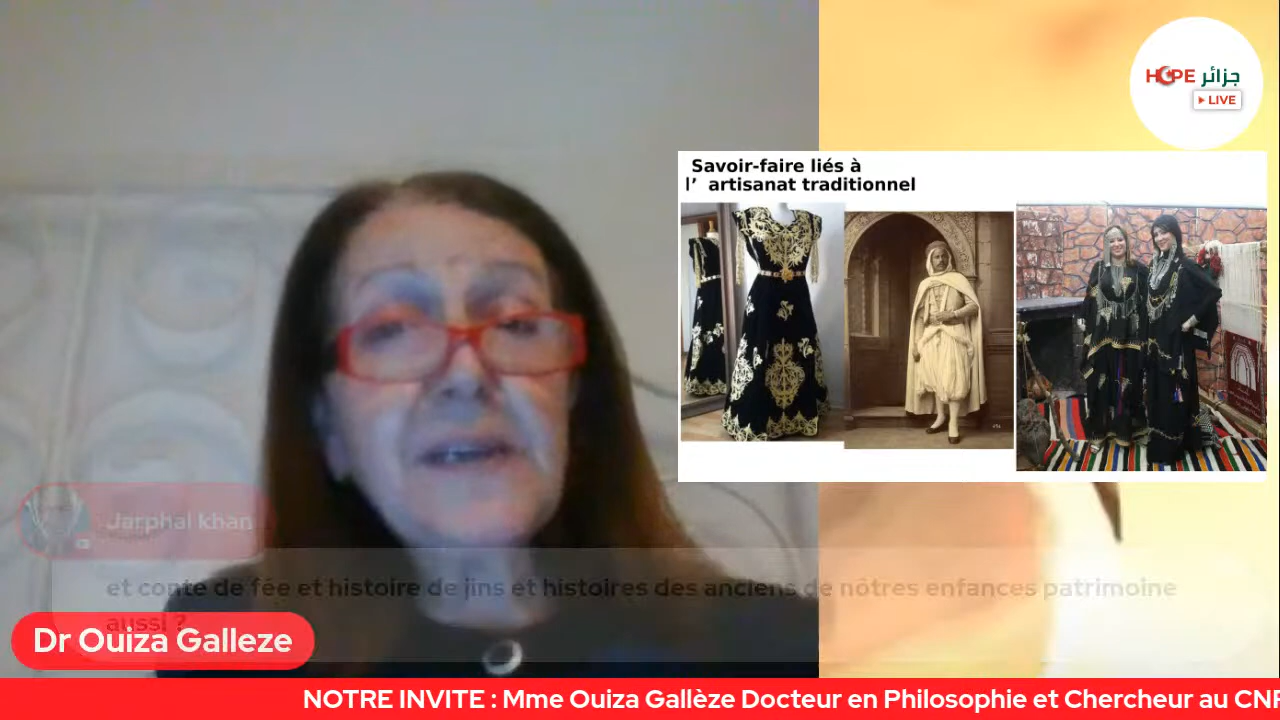 HOPE جزائر
LIVE
Savoir-faire liés à
l’ artisanat traditionnel
Jarphal khan
et conte de fée et histoire de jins et histoires des anciens de nôtres enfances patrimoine
aussi ?
Dr Ouiza Galleze
NOTRE INVITE : Mme Ouiza Gallèze Docteur en Philosophie et Chercheur au CNR